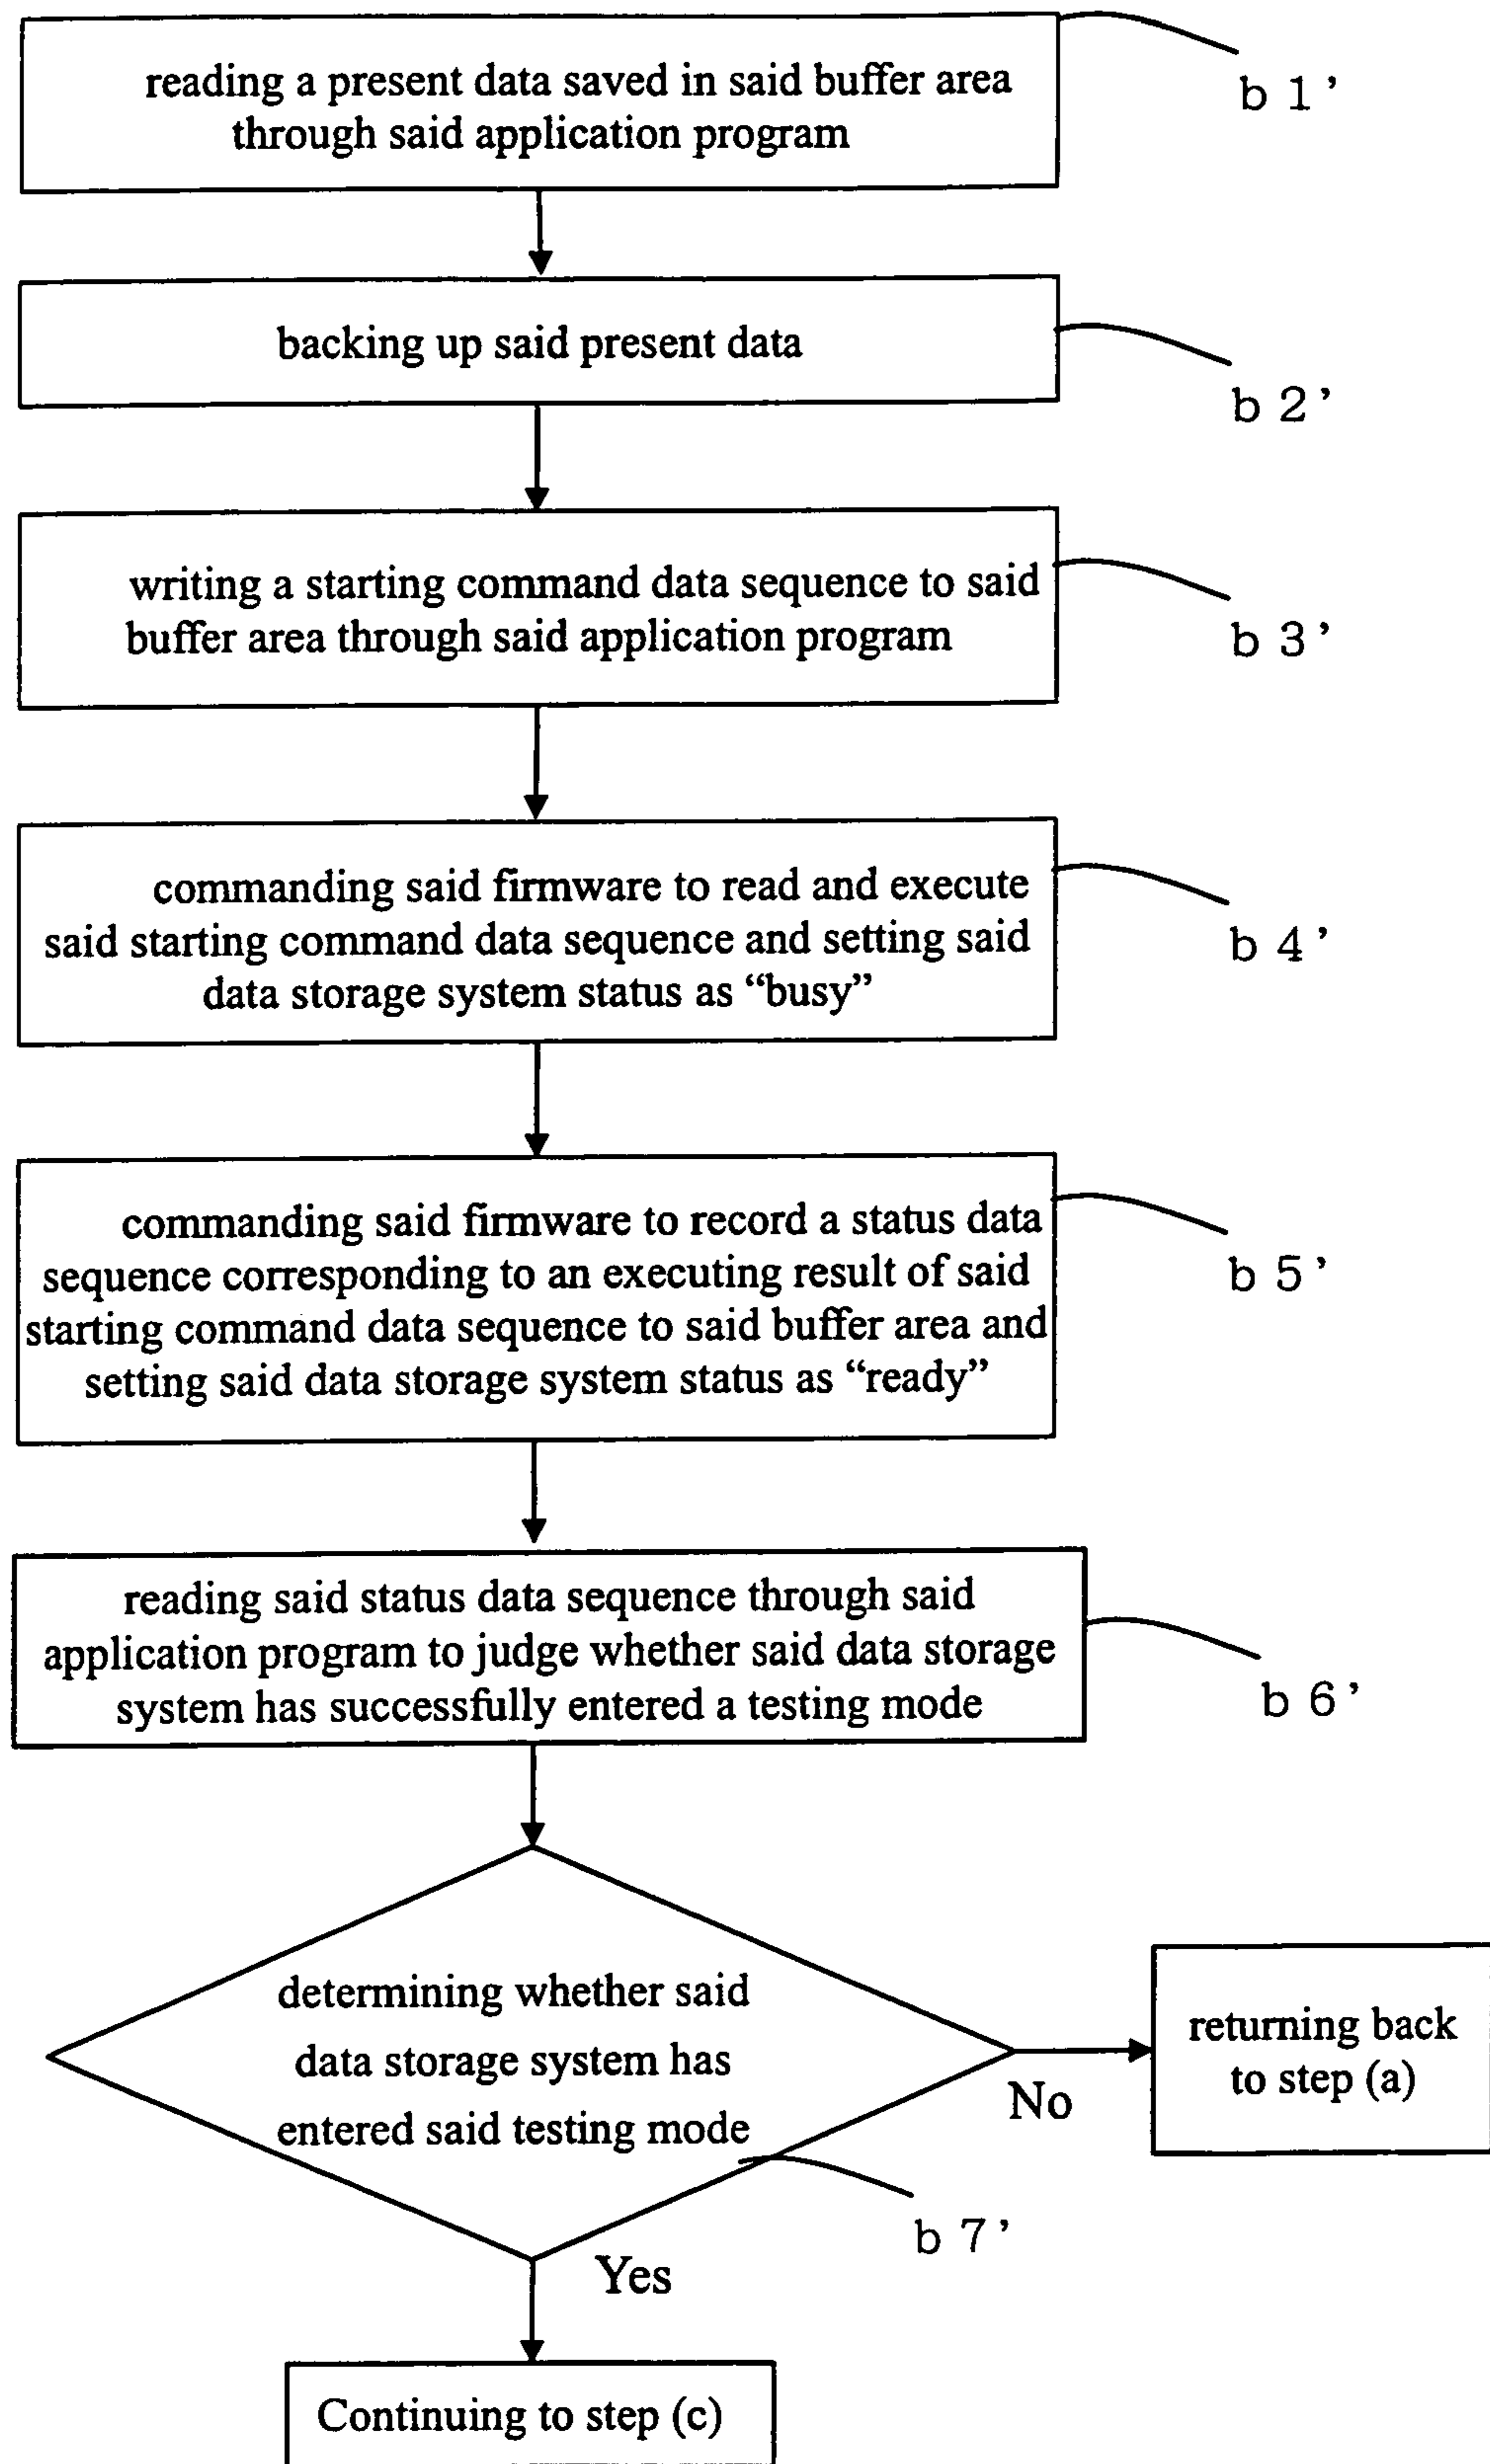 reading a present data saved in said buffer area
through said application program
b 1 ’
backing up said present data
b 2 ’
writing a starting command data sequence to said
buffer area through said application program
b 3 ’
commanding said firmware to read and execute
said starting command data sequence and setting said
data storage system status as “busy”
b 4 ’
commanding said firmware to record a status data
sequence corresponding to an executing result of said
starting command data sequence to said buffer area and
setting said data storage system status as “ready”
b 5 ’
reading said status data sequence through said
application program to judge whether said data storage
system has successfully entered a testing mode
b 6 ’
determining whether said
data storage system has
entered said testing mode
b 7 ’
No
returning back
to step (a)
Yes
Continuing to step (c)